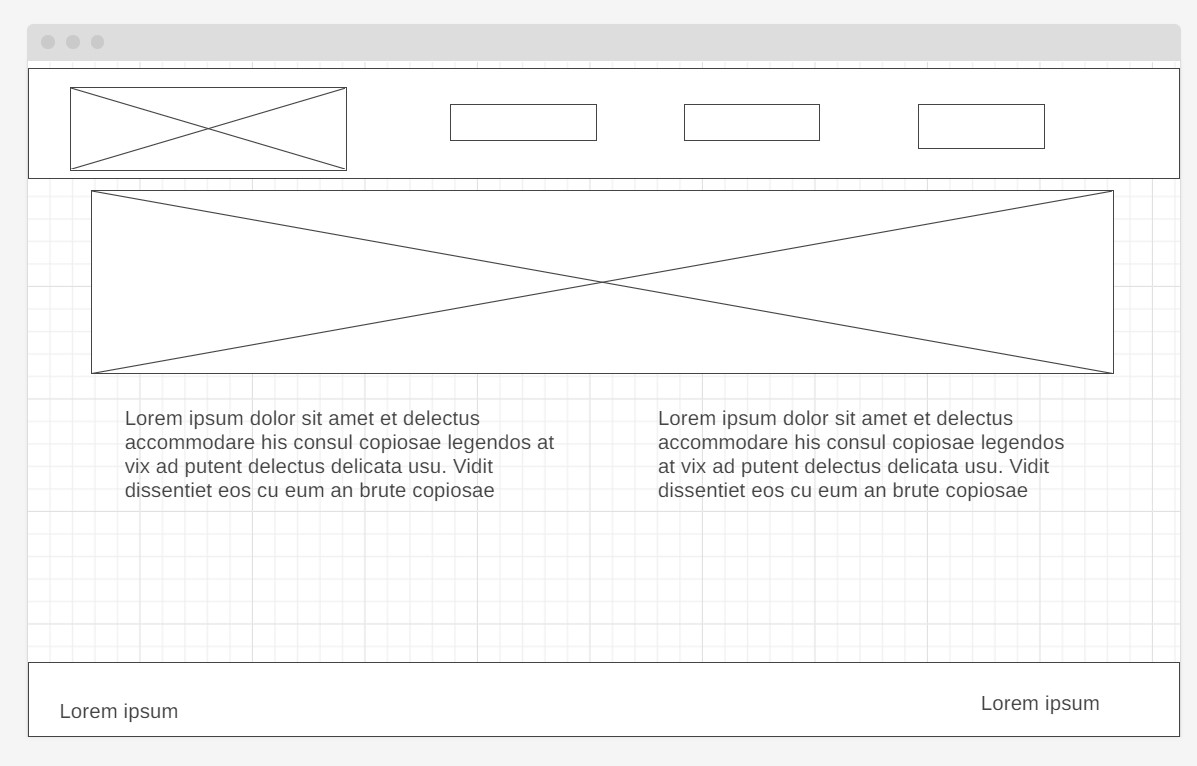 Lorem ipsum dolor sit amet et delectus
accommodare his consul copiosae legendos at
vix ad putent delectus delicata usu. Vidit
dissentiet eos cu eum an brute copiosae
Lorem ipsum dolor sit amet et delectus
accommodare his consul copiosae legendos
at vix ad putent delectus delicata usu. Vidit
dissentiet eos cu eum an brute copiosae
Lorem ipsum
Lorem ipsum